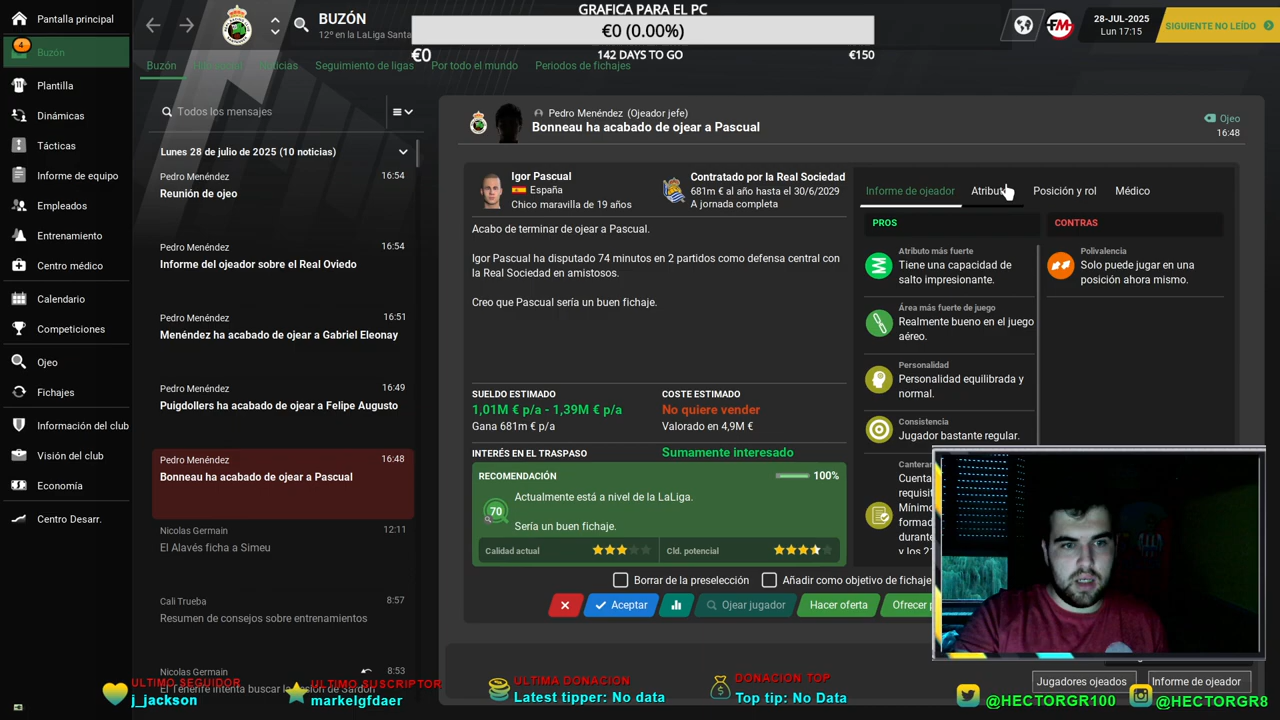 Pantalla principal
4
Buzón
Plantilla
Dinámicas
Tácticas
Informe de equipo
Empleados
Entrenamiento
Centro médico
Calendario
Competiciones
Ojeo
Fichajes
Información del club
Visión del club
Economía
Centro Desarr.
BUZÓN
12º en la LaLiga Santa
GRAFICA PARA EL PC
€0 (0.00%)
€0
142 DAYS TO GO
€150
FM
28-JUL-2025
Lun 17:15
SIGUIENTE NO LEÍDO
Buzón
Noticias
Seguimiento de ligas
Por todo el mundo
Periodos de fichajes
Todos los mensajes
Lunes 28 de julio de 2025 (10 noticias)
Pedro Menéndez
16:54
Reunión de ojeo
Pedro Menéndez
16:54
Informe del ojeador sobre el Real Oviedo
Pedro Menéndez
16:51
Menéndez ha acabado de ojear a Gabriel Eleonay
Pedro Menéndez
16:49
Puigdollers ha acabado de ojear a Felipe Augusto
Pedro Menéndez
16:48
Bonneau ha acabado de ojear a Pascual
Nicolas Germain
12:11
El Alavés ficha a Simeu
Cali Trueba
8:57
Resumen de consejos sobre entrenamientos
Nicolas Germain
8:53
El Tenerife intenta buscar la cesión de Sardón
Pedro Menéndez (Ojeador jefe)
Bonneau ha acabado de ojear a Pascual
Ojeo
16:48
Igor Pascual
España
Chico maravilla de 19 años
Contratado por la Real Sociedad
681m € al año hasta el 30/6/2029
A jornada completa
Acabo de terminar de ojear a Pascual.
Igor Pascual ha disputado 74 minutos en 2 partidos como defensa central con
la Real Sociedad en amistosos.
Creo que Pascual sería un buen fichaje.
SUELDO ESTIMADO
1,01M € p/a - 1,39M € p/a
Gana 681m € p/a
COSTE ESTIMADO
No quiere vender
Valorado en 4,9M €
INTERÉS EN EL TRASPASO
Sumamente interesado
RECOMENDACIÓN
100%
70
Actualmente está a nivel de la LaLiga.
Sería un buen fichaje.
Calidad actual
Cld. potencial
Borrar de la preselección
Añadir como objetivo de fichaje
Aceptar
Ojear jugador
Hacer oferta
Ofrecer
Informe de ojeador
Posición y rol
Médico
PROS
CONTRAS
Atributo más fuerte
Tiene una capacidad de
salto impresionante.
Área más fuerte de juego
Realmente bueno en el juego
aéreo.
Personalidad
Personalidad equilibrada y
normal.
Consistencia
Jugador bastante regular.
Polivalencia
Solo puede jugar en una
posición ahora mismo.
Jugadores ojeados
Informe de ojeador
ULTIMO SEGUIDOR
j_jackson
ULTIMO SUSCRIPTOR
markelgfdaer
ULTIMA DONACION
Latest tipper: No data
DONACION TOP
Top tip: No Data
@HECTORGR100
@HECTORGR8